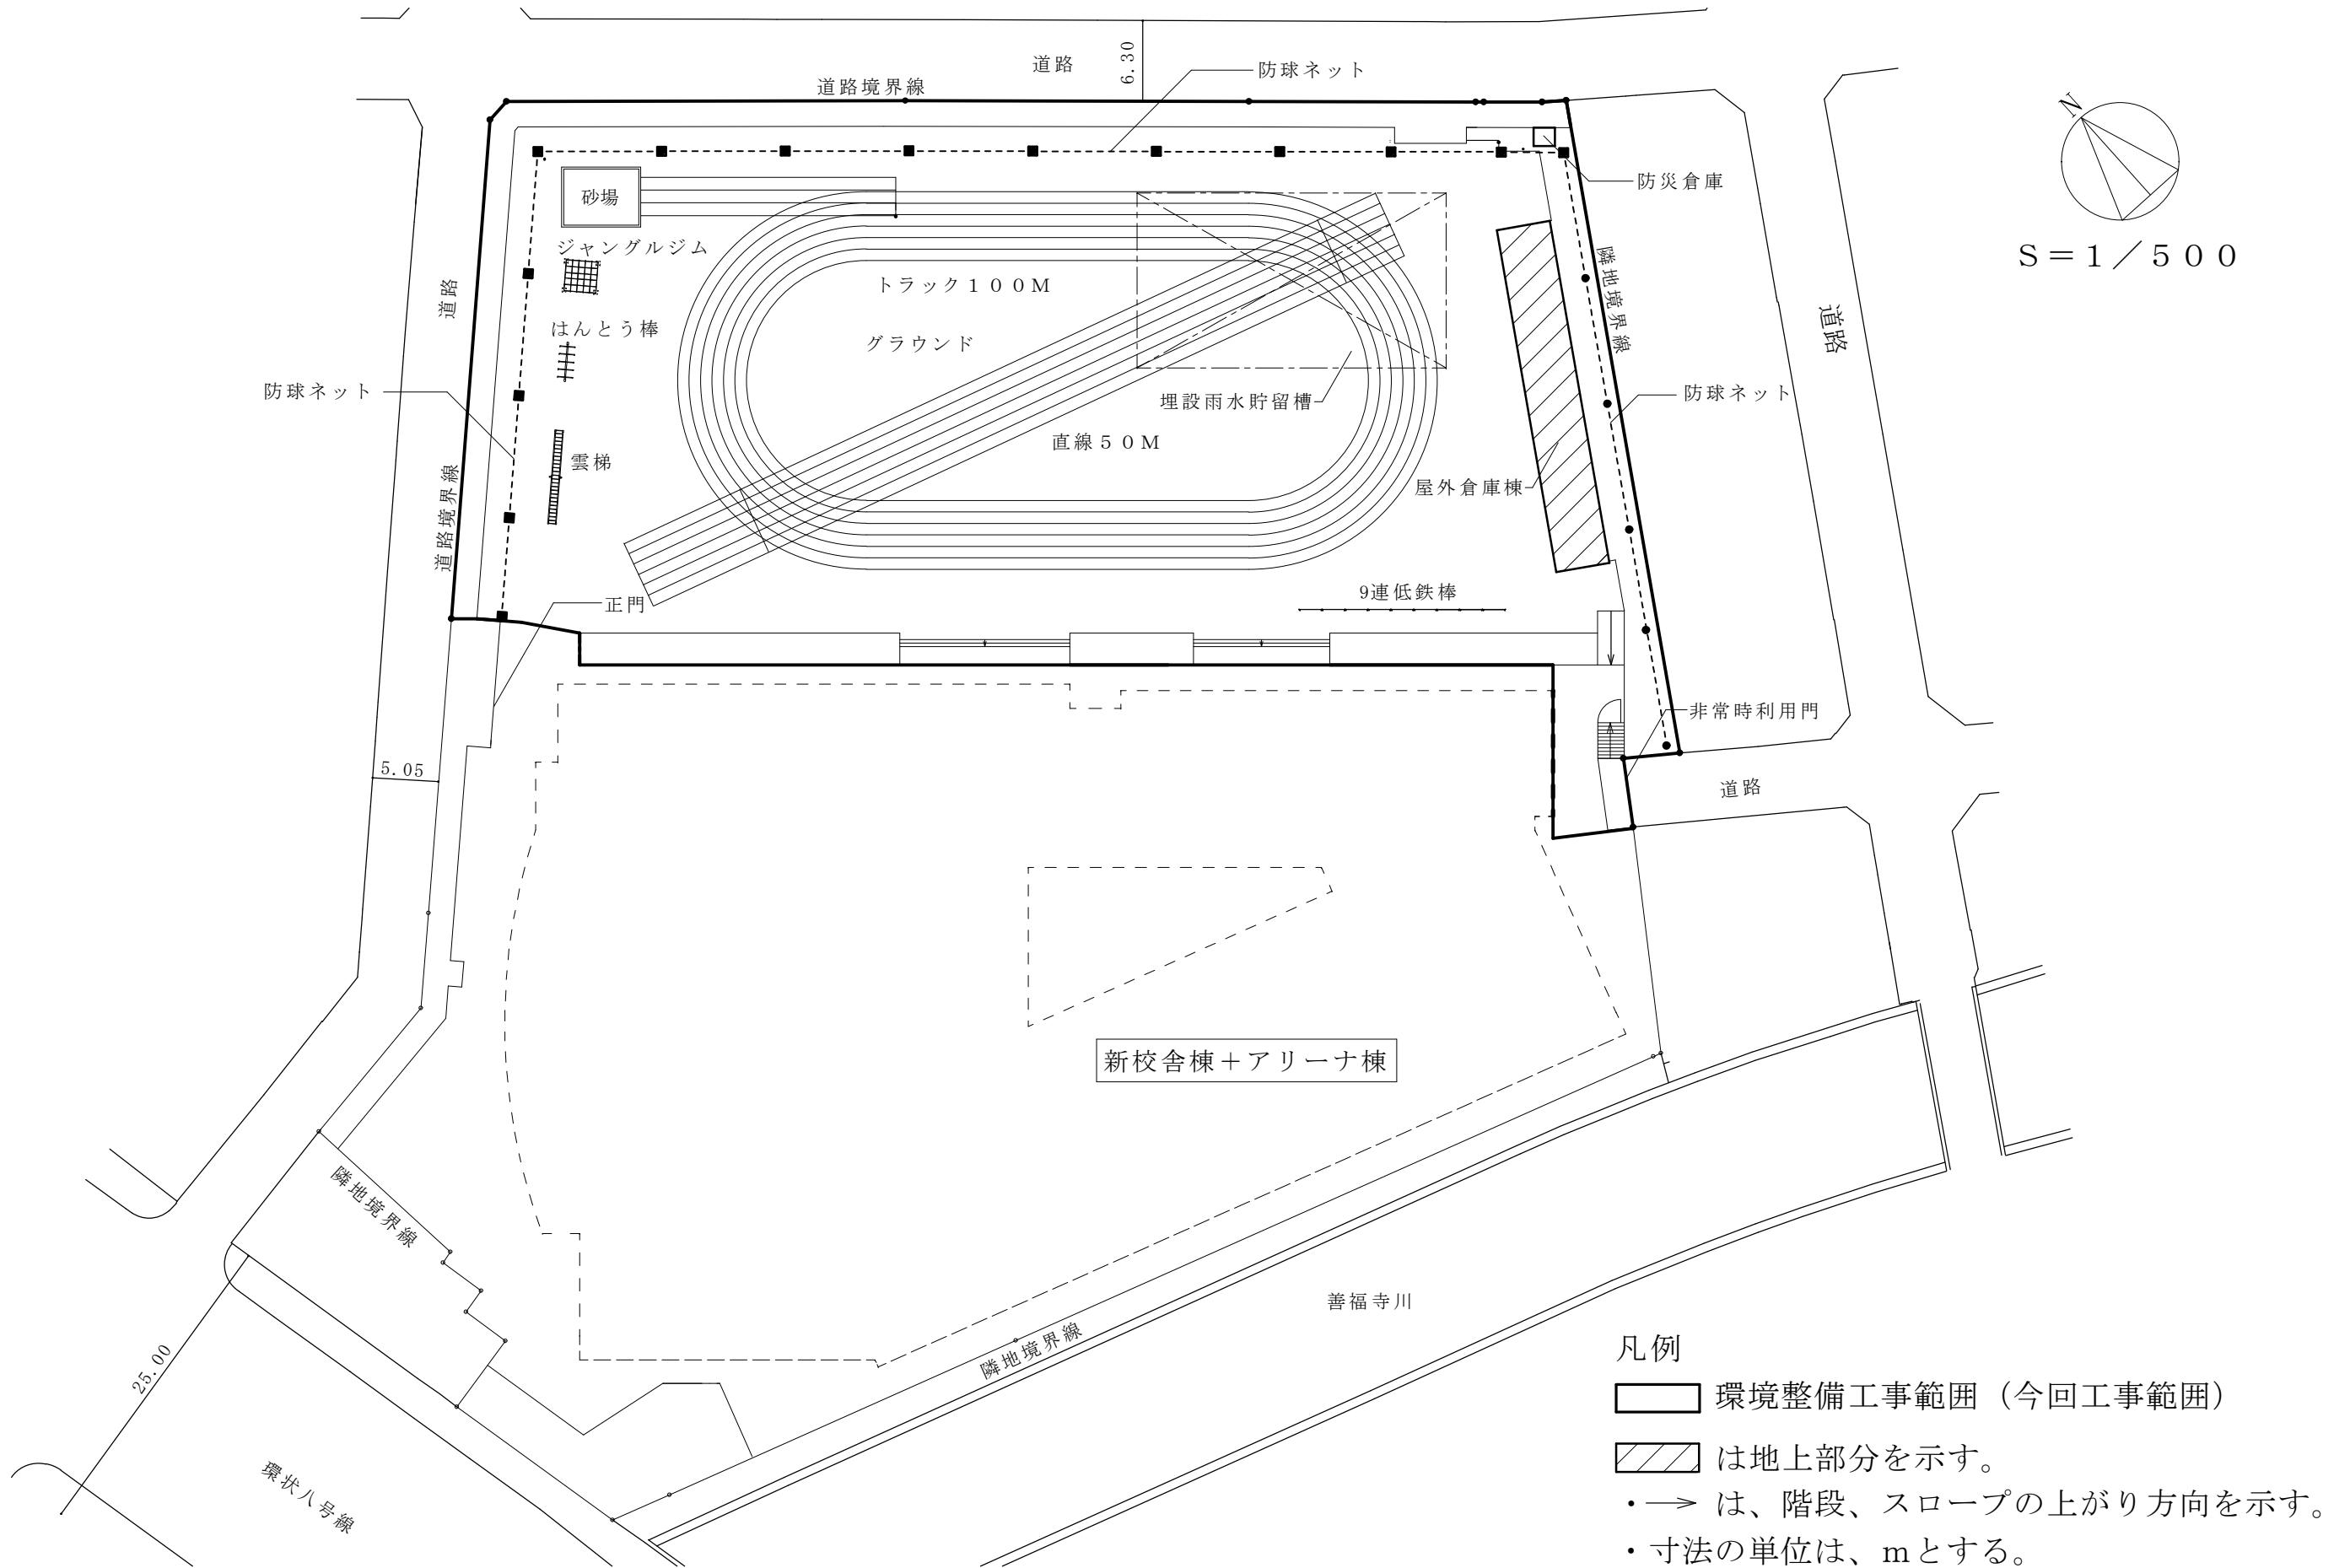 道路
6.30
防球ネット
道路境界線
N
防災倉庫
砂場
S＝1／500
ジャングルジム
隣地境界線
トラック１００M
道路
道路
はんとう棒
グラウンド
防球ネット
防球ネット
埋設雨水貯留槽
直線５０M
雲梯
屋外倉庫棟
道路境界線
9連低鉄棒
正門
非常時利用門
5.05
道路
新校舎棟＋アリーナ棟
隣地境界線
善福寺川
隣地境界線
25.00
環状八号線
凡例
環境整備工事範囲（今回工事範囲）
は地上部分を示す。
・→ は、階段、スロープの上がり方向を示す。
・寸法の単位は、mとする。